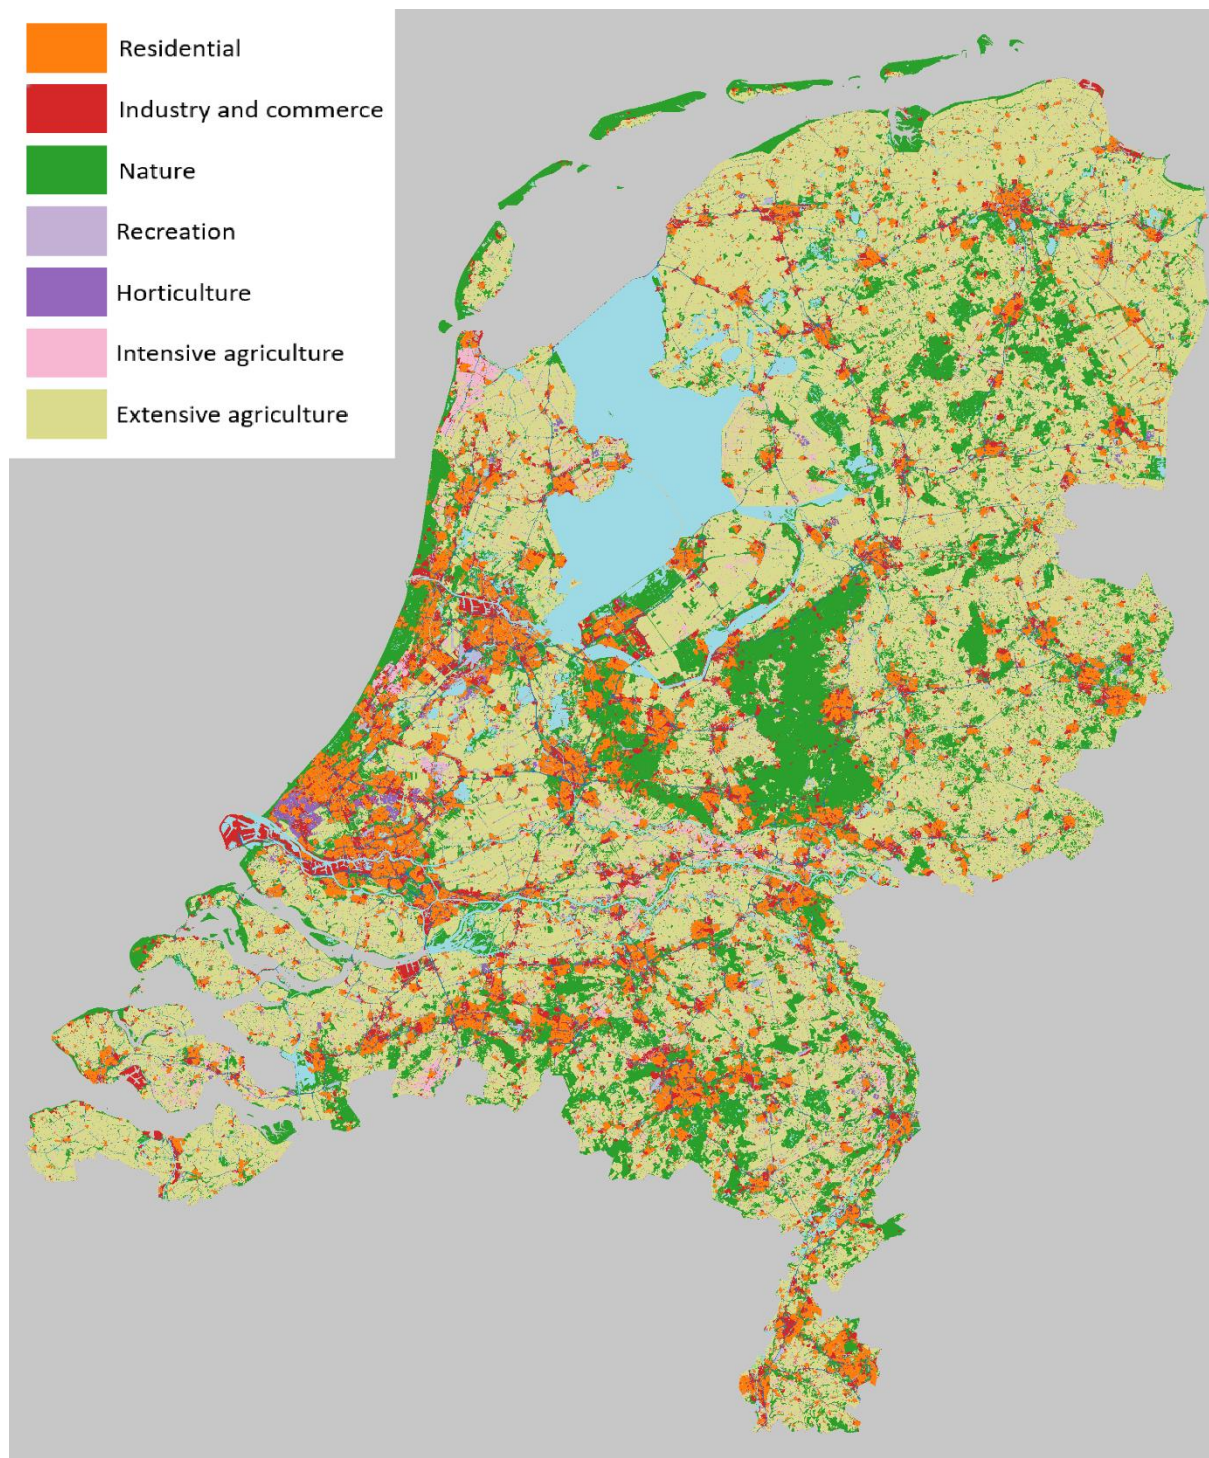 Residential
Industry and commerce
Nature
Recreation
Horticulture
Intensive agriculture
Extensive agriculture